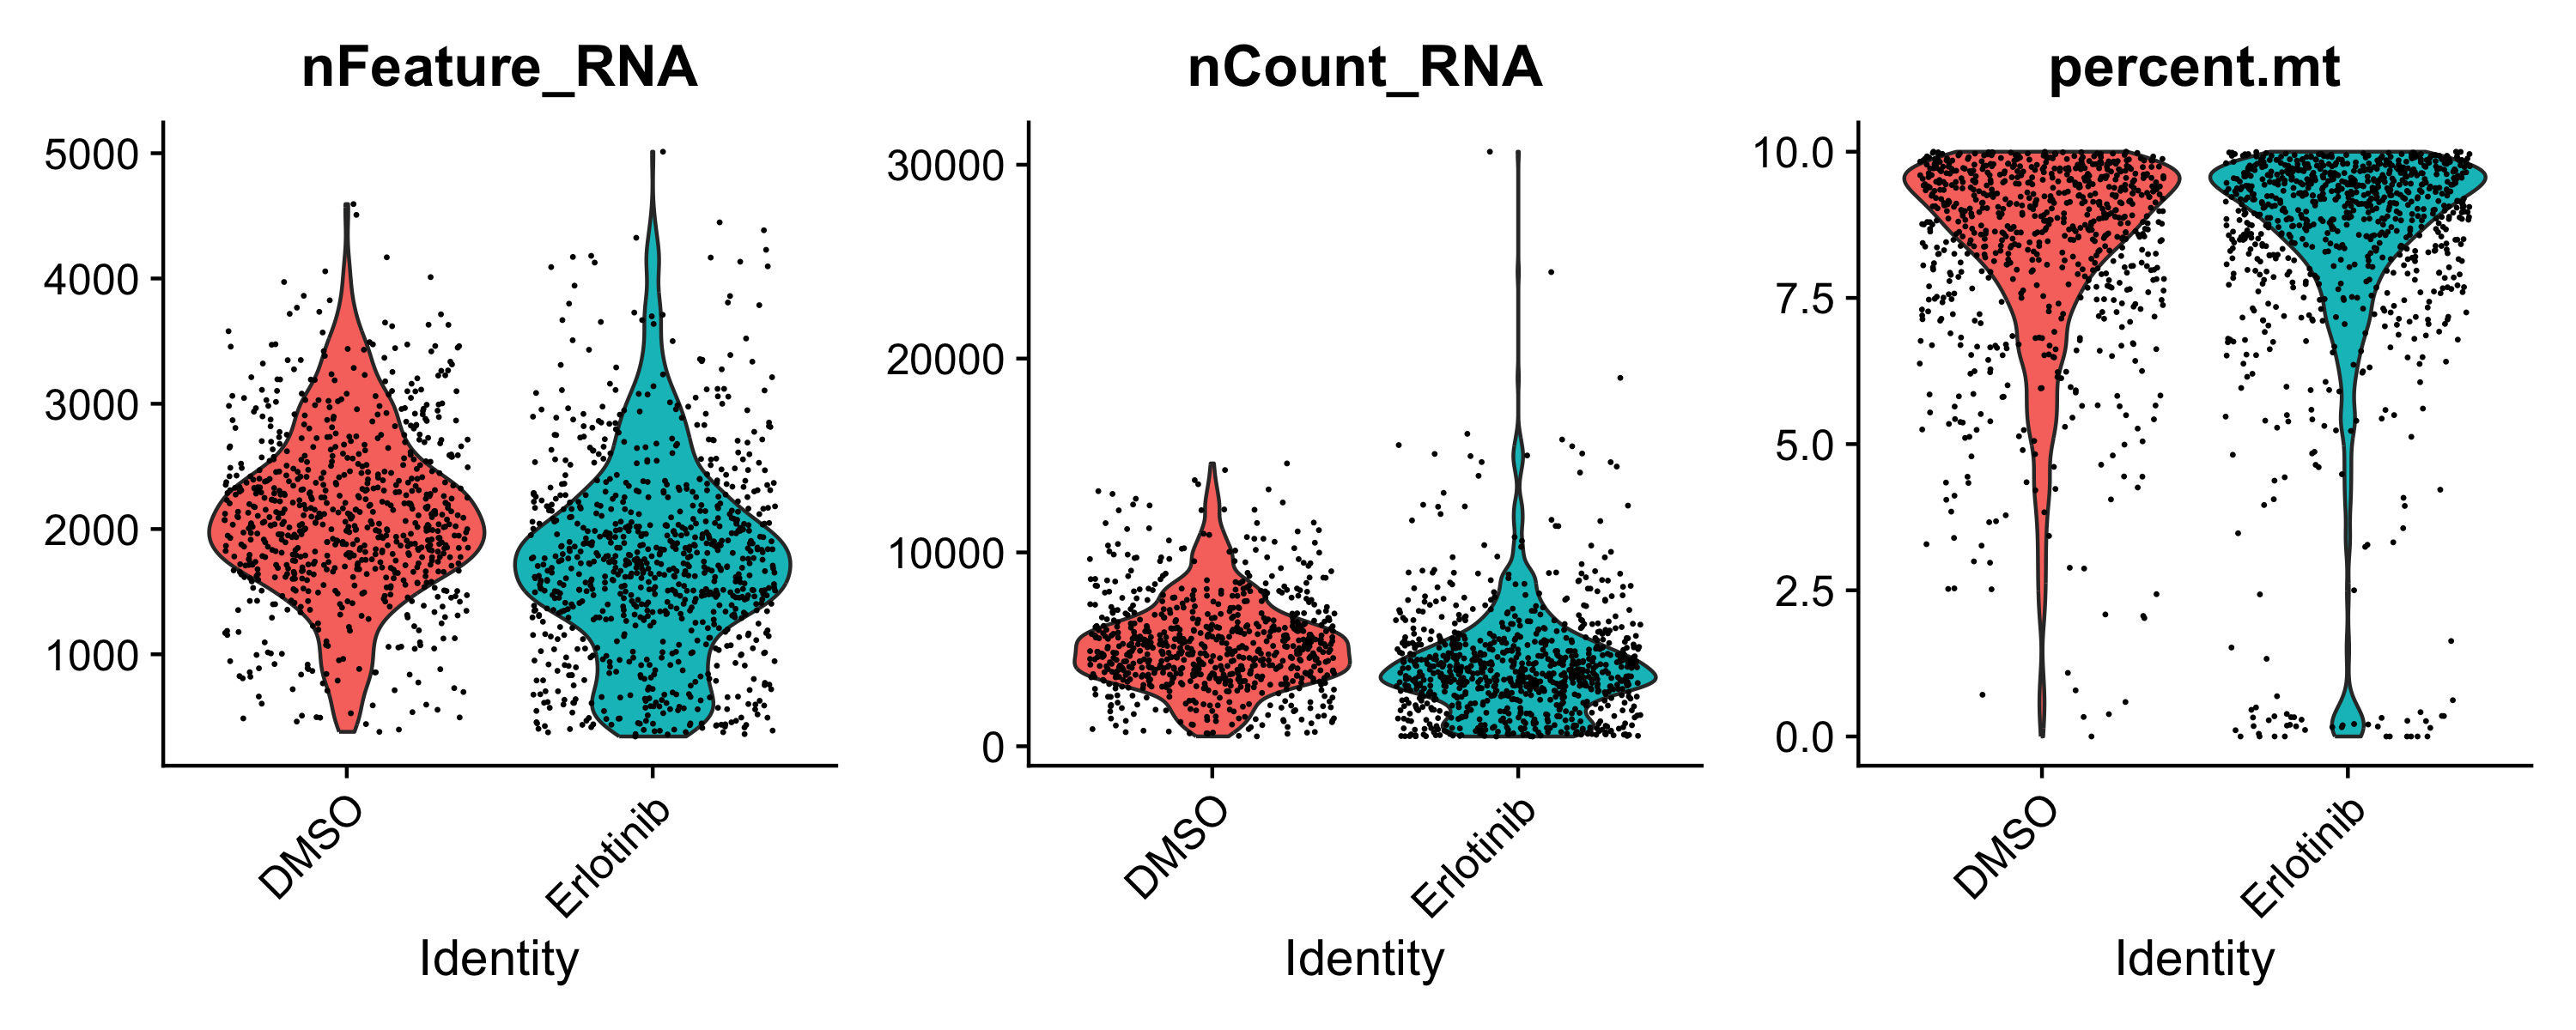 nFeature_RNA
5000
4000
3000
2000
1000
DMSO
Erlotinib
Identity
nCount_RNA
30000
20000
10000
0
DMSO
Erlotinib
Identity
percent.mt
10.0
7.5
5.0
2.5
0.0
DMSO
Erlotinib
Identity